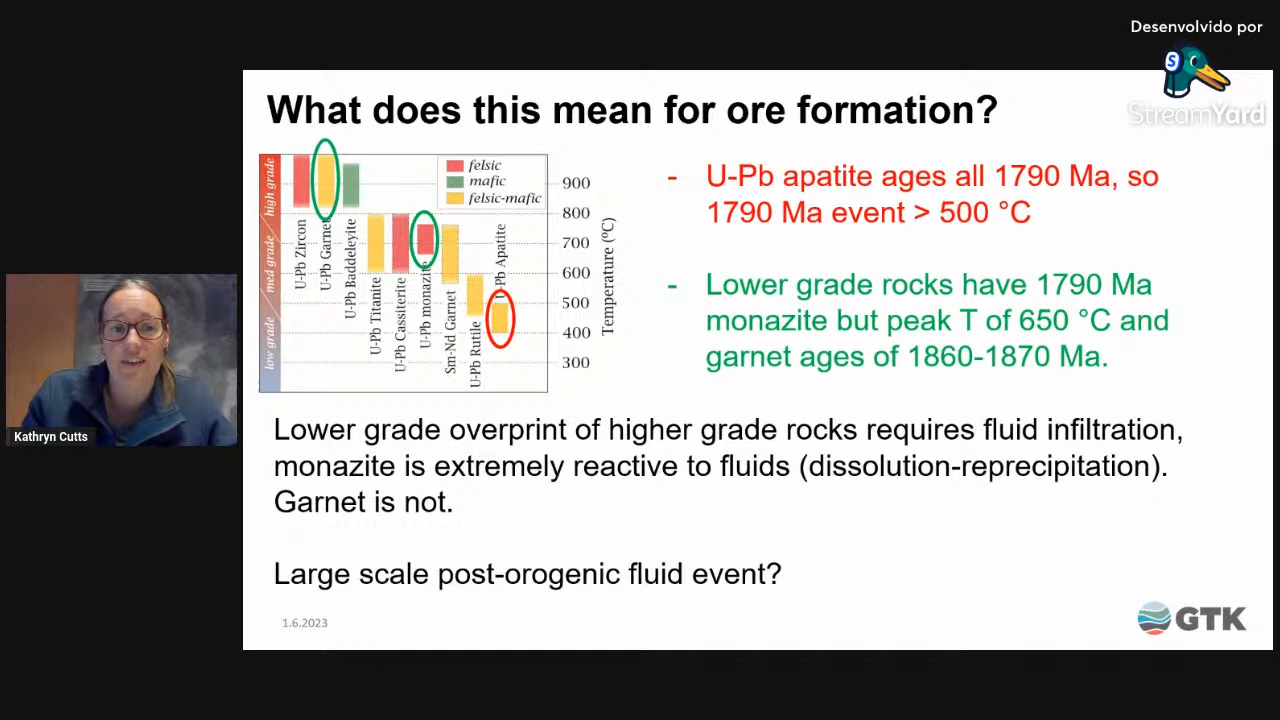 Desenvolvido por
S
StreamYard
What does this mean for ore formation?
felsic
mafic
felsic-mafic
low grade / med grade / high grade
U-Pb Zircon
U-Pb Garnet
U-Pb Baddeleyite
U-Pb Titanite
U-Pb Cassiterite
U-Pb monazite
Sm-Nd Garnet
U-Pb Rutile
U-Pb Apatite
900
800
700
600
500
400
300
Temperature (ºC)
- U-Pb apatite ages all 1790 Ma, so
1790 Ma event > 500 °C
- Lower grade rocks have 1790 Ma
monazite but peak T of 650 °C and
garnet ages of 1860-1870 Ma.
Kathryn Cutts
Lower grade overprint of higher grade rocks requires fluid infiltration,
monazite is extremely reactive to fluids (dissolution-reprecipitation).
Garnet is not.
Large scale post-orogenic fluid event?
1.6.2023
GTK